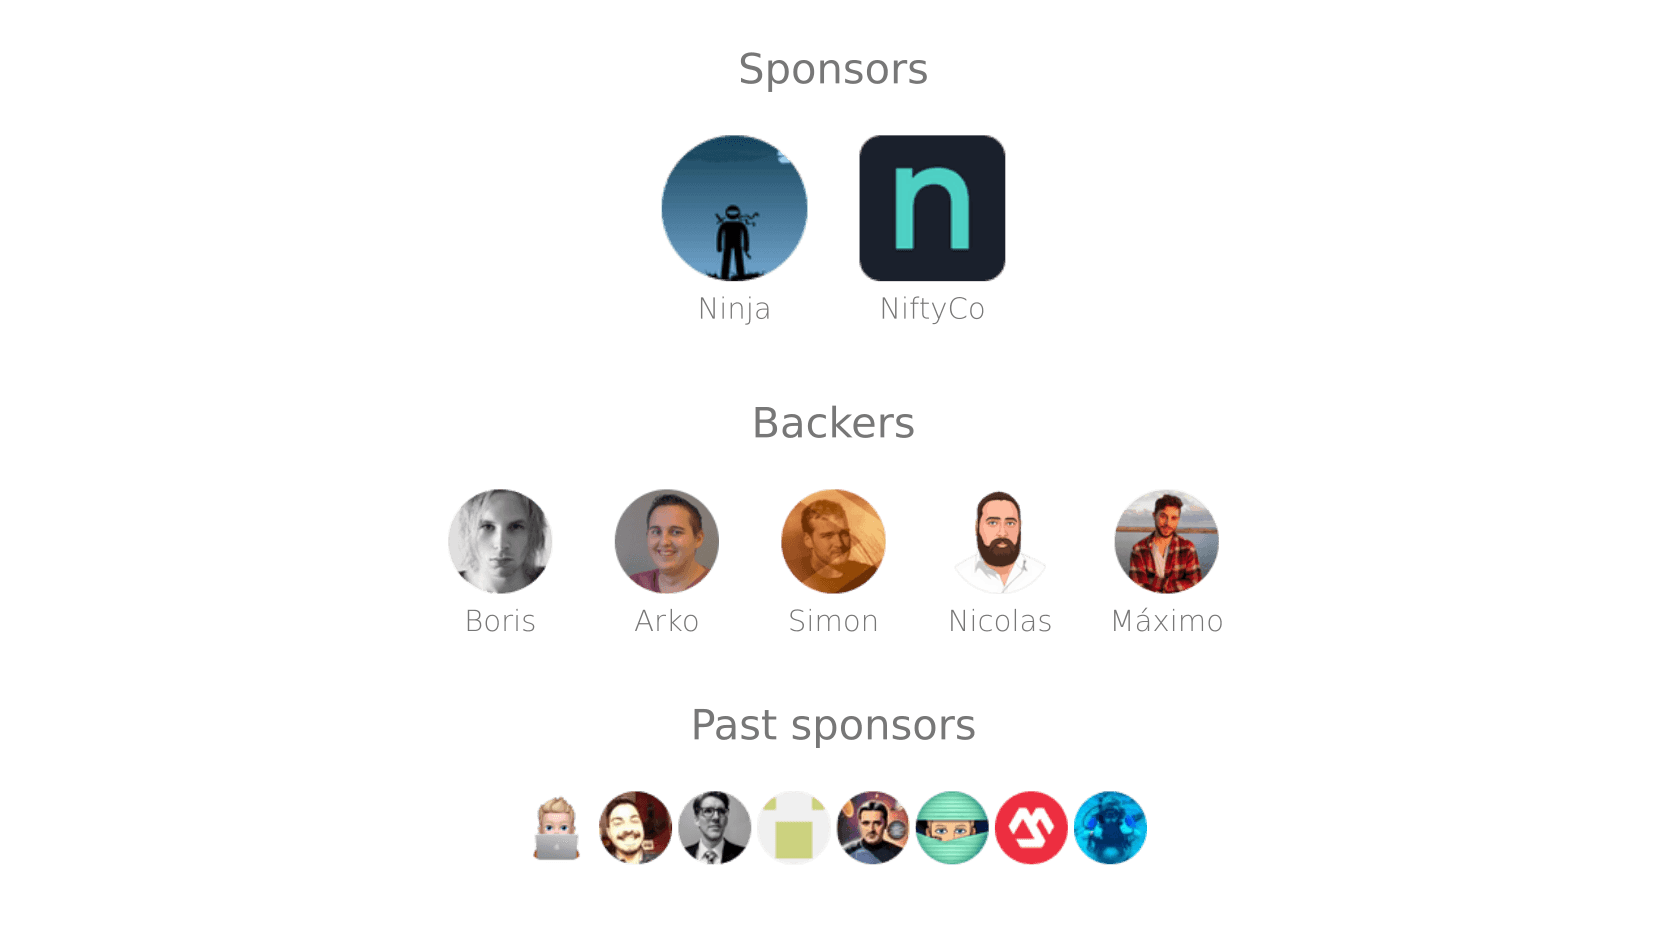 Sponsors
n
Ninja
NiftyCo
Backers
Boris
Arko
Simon
Nicolas
Máximo
Past sponsors